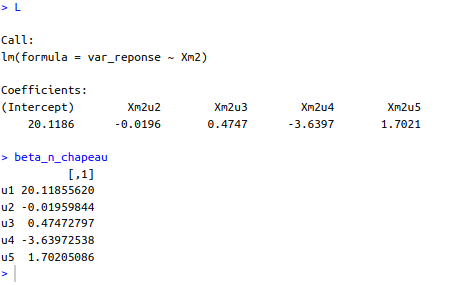 > L
Call:
lm(formula = var_reponse ~ Xm2)
Coefficients:
(Intercept) Xm2u2 Xm2u3 Xm2u4 Xm2u5
20.1186 -0.0196 0.4747 -3.6397 1.7021
> beta_n_chapeau
[,1]
u1 20.11855620
u2 -0.01959844
u3 0.47472797
u4 -3.63972538
u5 1.70205086
>